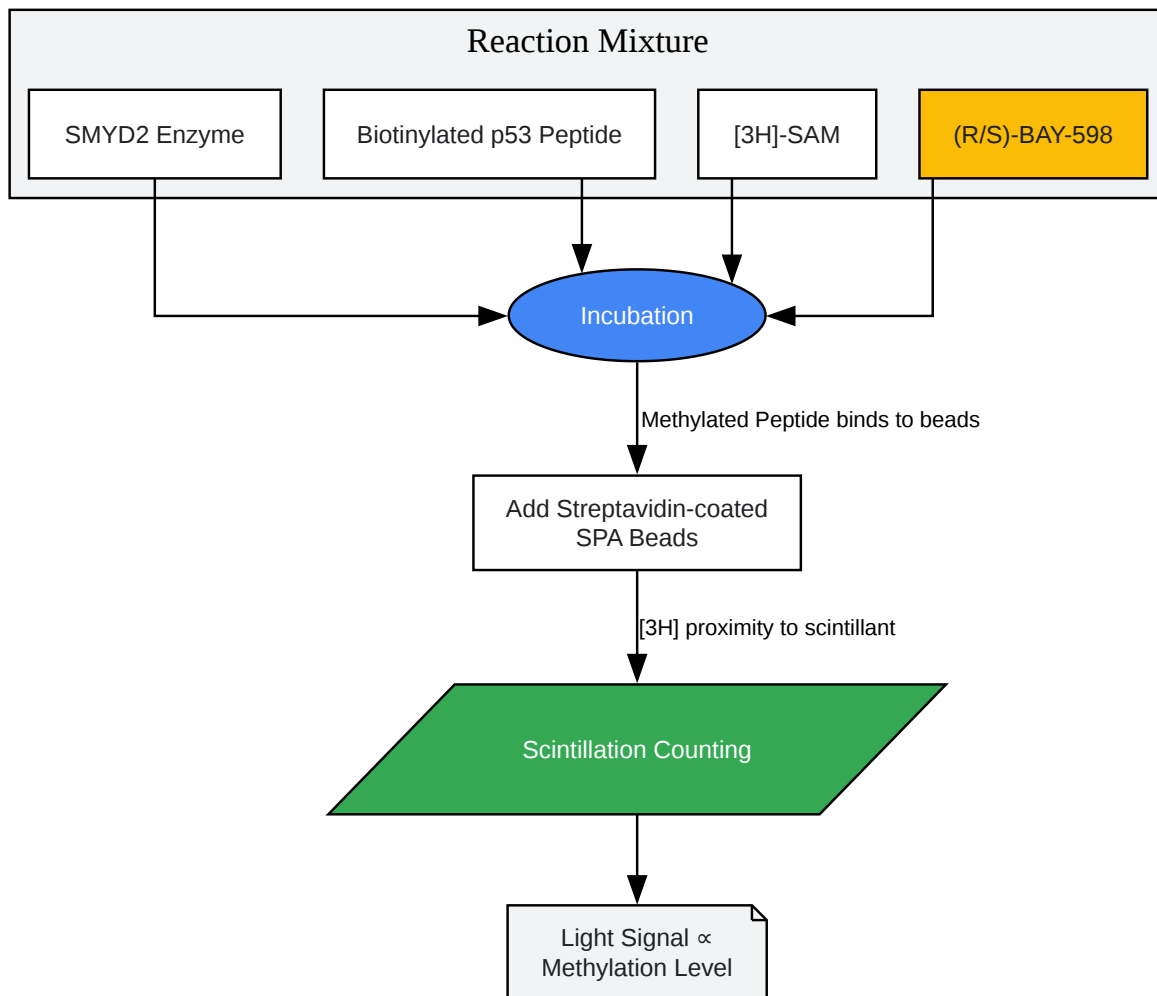 Reaction Mixture
SMYD2 Enzyme
Biotinylated p53 Peptide
[3H]-SAM
(R/S)-BAY-598
Incubation
Methylated Peptide binds to beads
Add Streptavidin-coated
SPA Beads
[3H] proximity to scintillant
Scintillation Counting
Light Signal ∝
Methylation Level